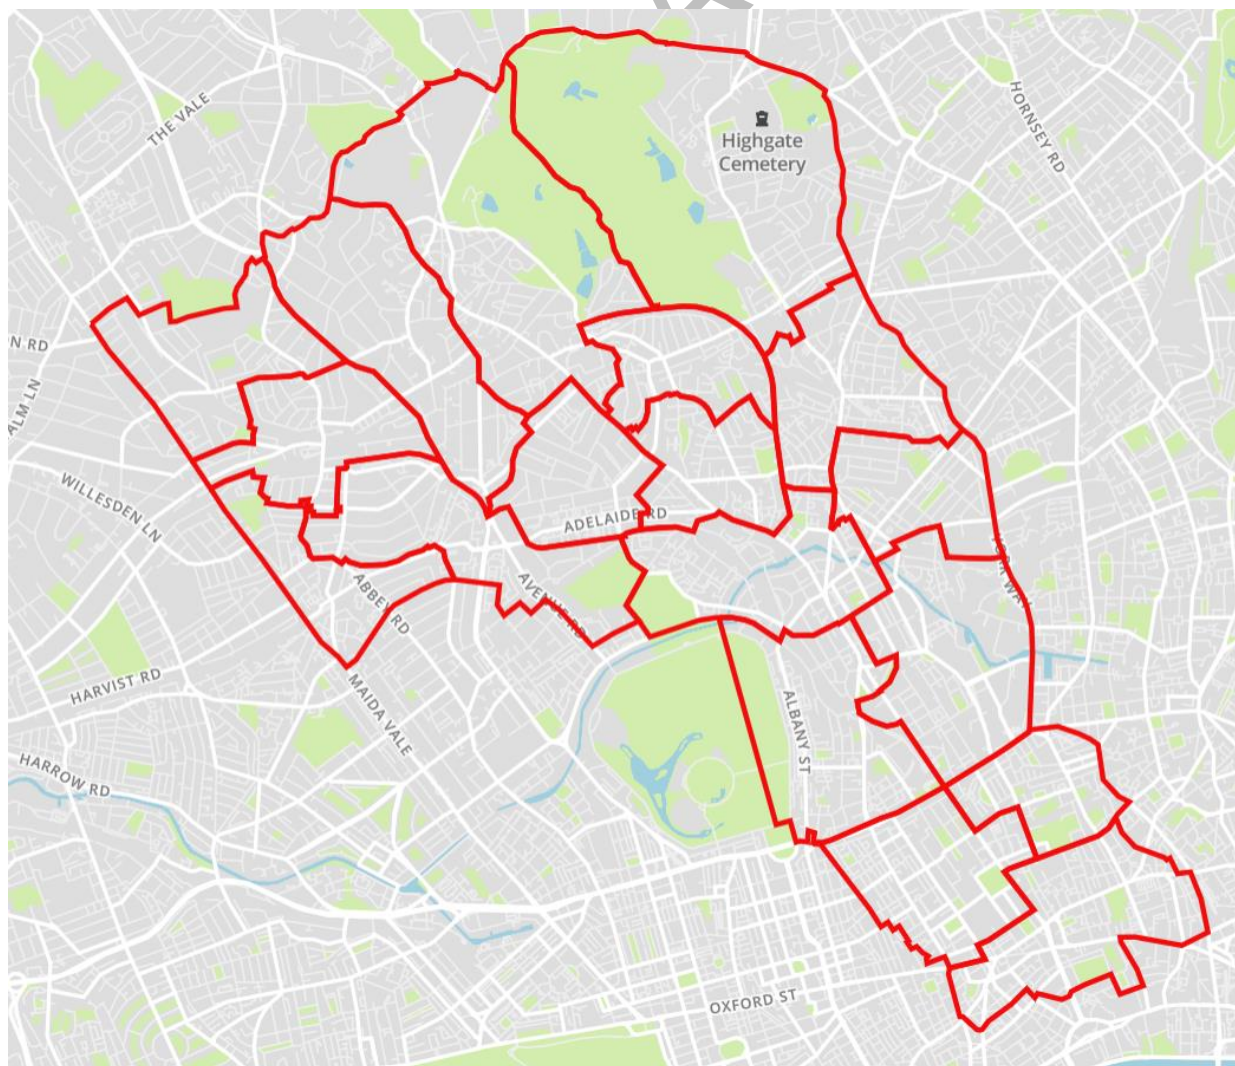 THE VALE
HORNSEY RD
Highgate
Cemetery
N RD
ALM LN
WILLESDEN LN
ADELAIDE RD
YORK WAY
ABBEY RD
AVENUE RD
HARVIST RD
MAIDA VALE
ALBANY ST
HARROW RD
OXFORD ST